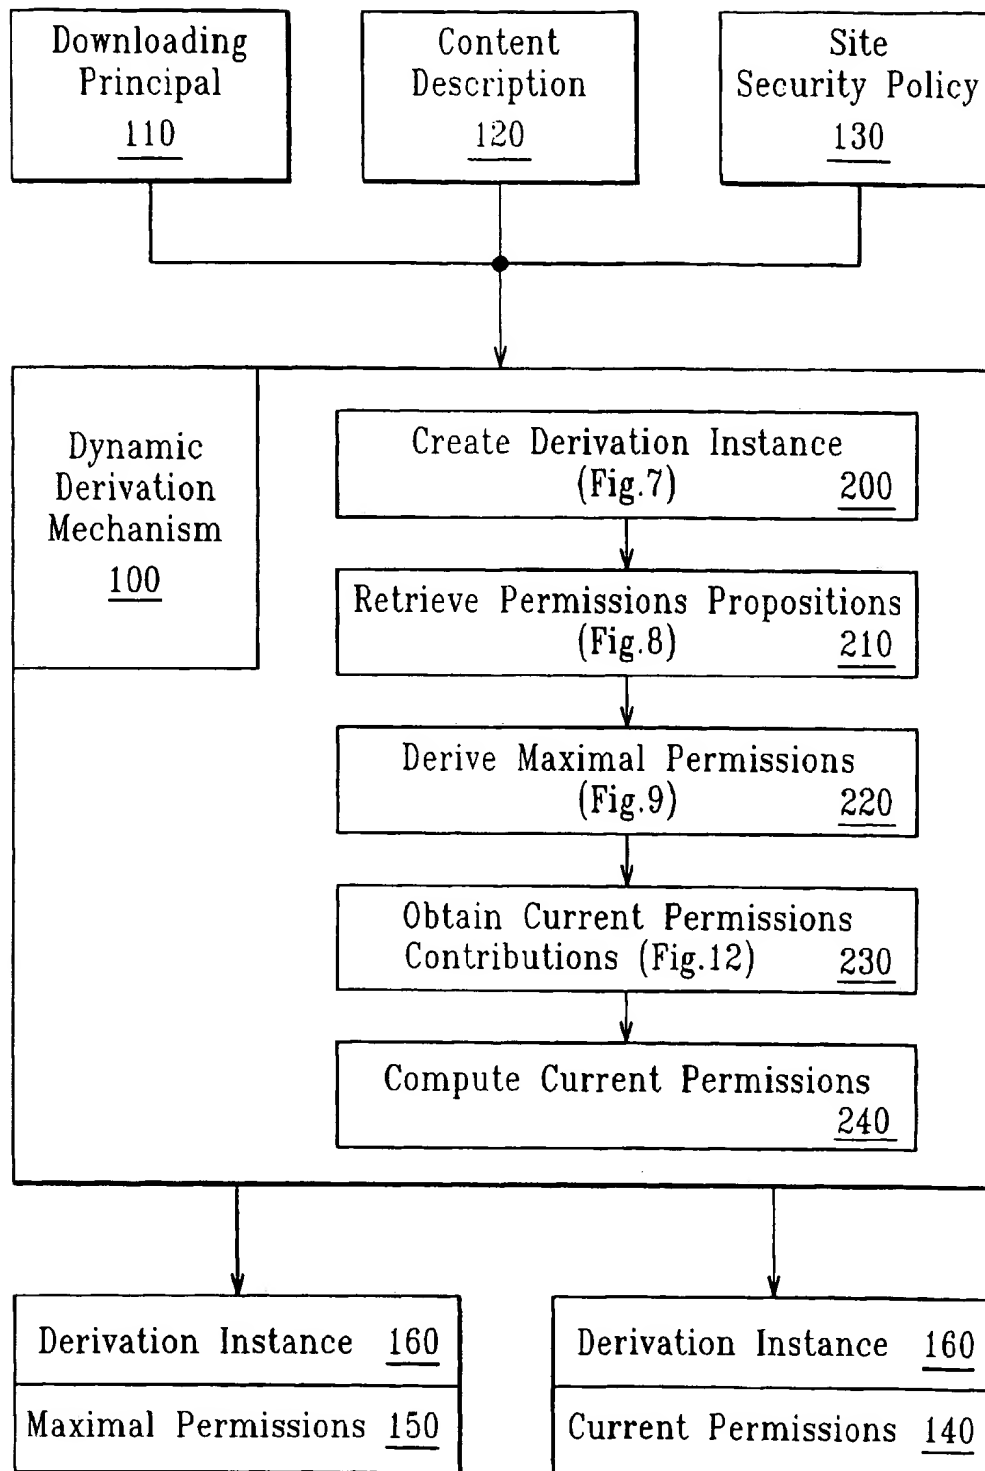 Downloading
Principal
110
Content
Description
120
Site
Security Policy
130
Dynamic
Derivation
Mechanism
100
Create Derivation Instance
(Fig.7) 200
Retrieve Permissions Propositions
(Fig.8) 210
Derive Maximal Permissions
(Fig.9) 220
Obtain Current Permissions
Contributions (Fig.12) 230
Compute Current Permissions
240
Derivation Instance 160
Maximal Permissions 150
Derivation Instance 160
Current Permissions 140